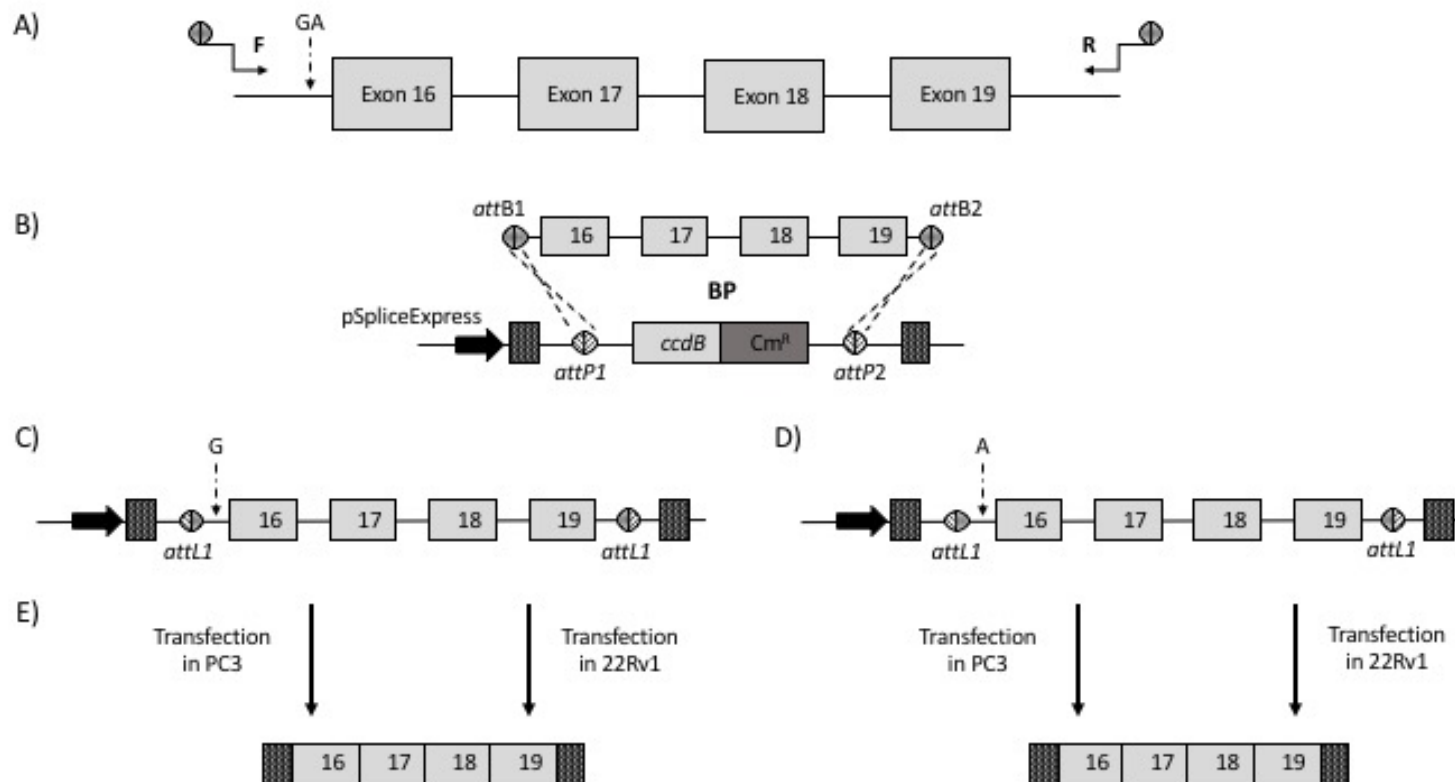 A)
GA
F
R
Exon 16
Exon 17
Exon 18
Exon 19
B)
attB1
attB2
16
17
18
19
BP
pSpliceExpress
ccdB
Cmᴿ
attP1
attP2
C)
G
16
17
18
19
attL1
attL1
D)
A
16
17
18
19
attL1
attL1
E)
Transfection
in PC3
Transfection
in 22Rv1
Transfection
in PC3
Transfection
in 22Rv1
16
17
18
19
16
17
18
19